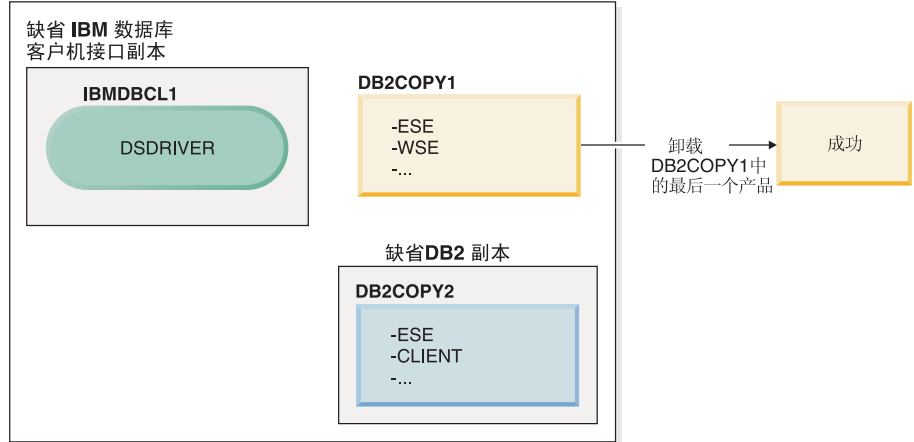 缺省 IBM 数据库
客户机接口副本
IBMDBCL1
DSDRIVER
DB2COPY1
-ESE
-WSE
-...
卸载
DB2COPY1中
的最后一个产品
成功
缺省DB2 副本
DB2COPY2
-ESE
-CLIENT
-...